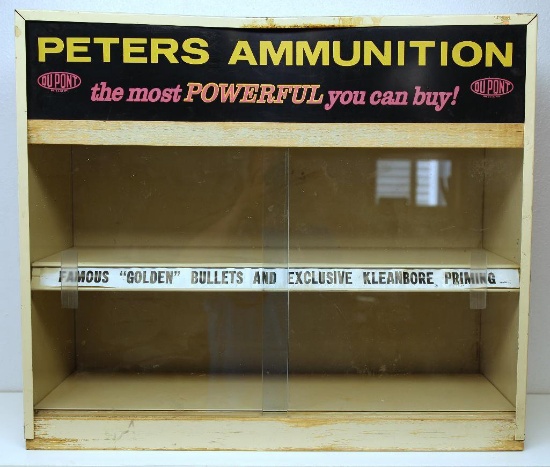 PETERS AMMUNITION
DU PONT
the most POWERFUL you can buy!
DU PONT
FAMOUS "GOLDEN" BULLETS AND EXCLUSIVE KLEANBORE PRIMING